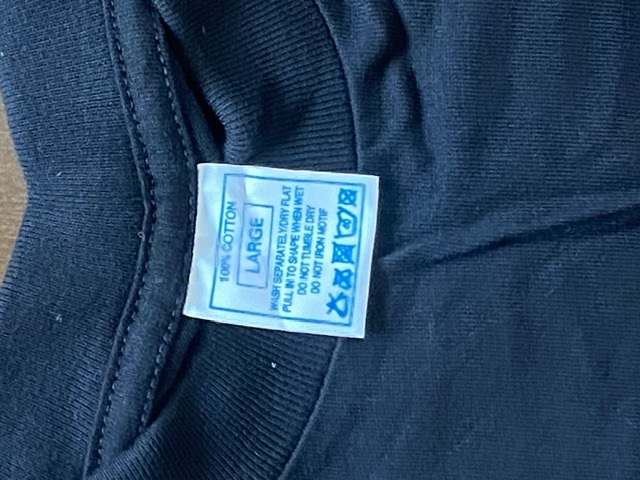 100% COTTON
LARGE
WASH SEPARATELY/DRY FLAT
PULL IN TO SHAPE WHEN WET
DO NOT TUMBLE DRY
DO NOT IRON MOTIF